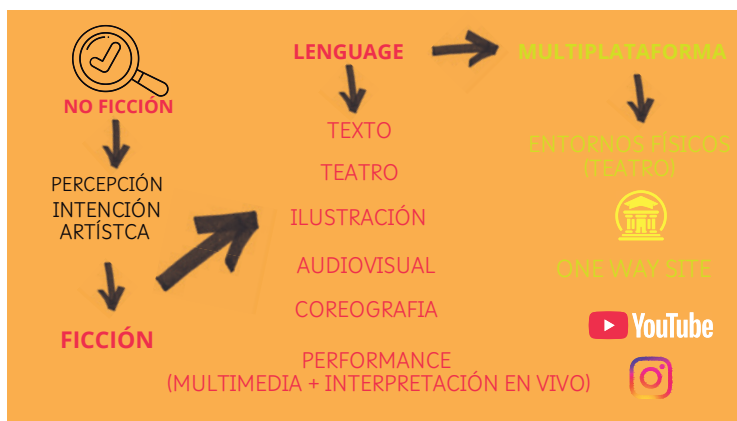 NO FICCIÓN
PERCEPCIÓN
INTENCIÓN
ARTÍSTCA
FICCIÓN
LENGUAGE
TEXTO
TEATRO
ILUSTRACIÓN
AUDIOVISUAL
COREOGRAFIA
PERFORMANCE
(MULTIMEDIA + INTERPRETACIÓN EN VIVO)
MULTIPLATAFORMA
ENTORNOS FÍSICOS
(TEATRO)
ONE WAY SITE
YouTube